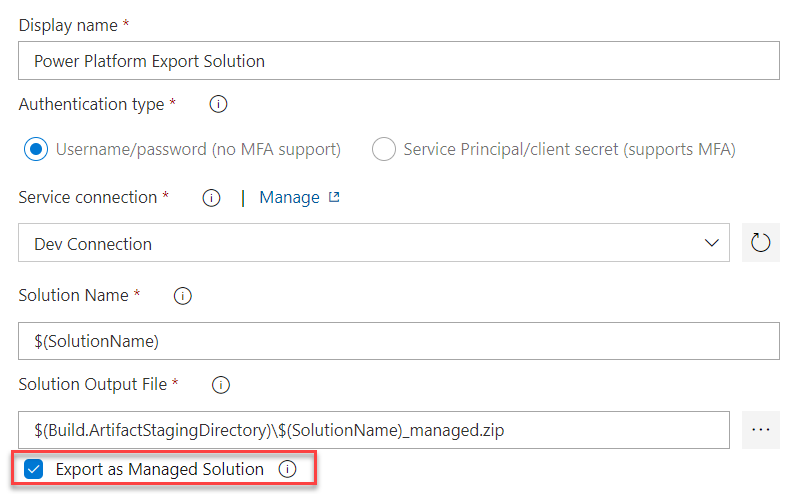 Display name *
Power Platform Export Solution
Authentication type *
Username/password (no MFA support) Service Principal/client secret (supports MFA)
Service connection * | Manage
Dev Connection
Solution Name *
$(SolutionName)
Solution Output File *
$(Build.ArtifactStagingDirectory)\$(SolutionName)_managed.zip ...
Export as Managed Solution